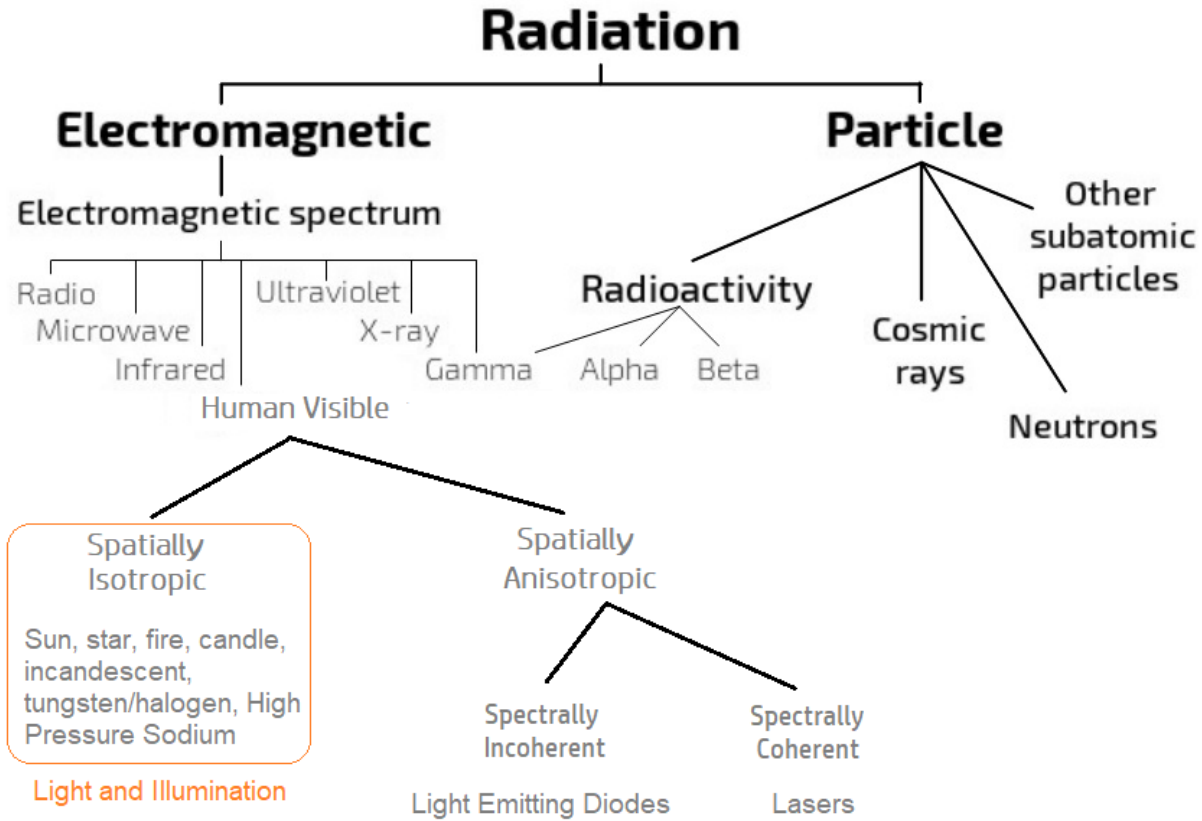 Radiation
Electromagnetic
Particle
Electromagnetic spectrum
Other
subatomic
particles
Radio
Microwave
Infrared
Human Visible
Ultraviolet
X-ray
Gamma
Radioactivity
Alpha
Beta
Cosmic
rays
Neutrons
Spatially
Isotropic
Sun, star, fire, candle,
incandescent,
tungsten/halogen, High
Pressure Sodium
Light and Illumination
Spatially
Anisotropic
Spectrally
Incoherent
Light Emitting Diodes
Spectrally
Coherent
Lasers